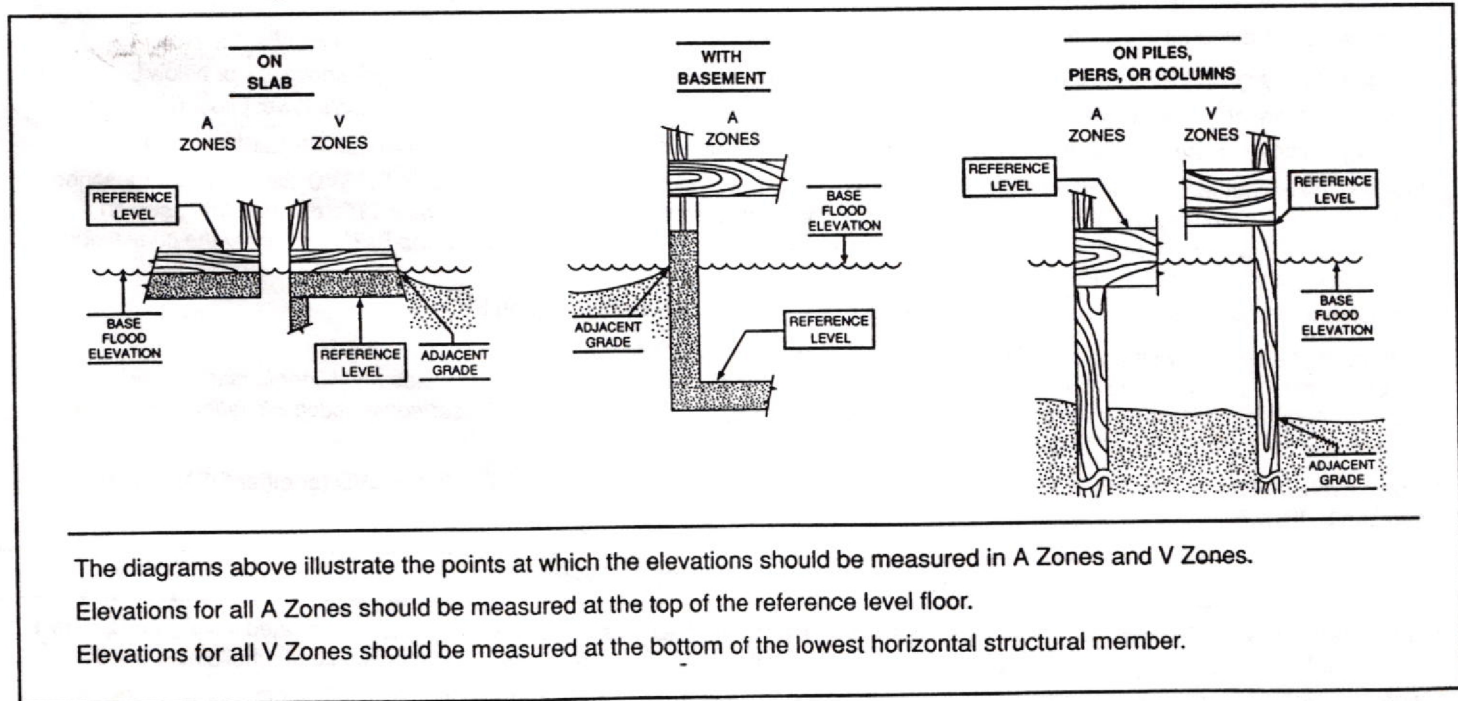 ON
SLAB
A
ZONES
V
ZONES
REFERENCE
LEVEL
BASE
FLOOD
ELEVATION
REFERENCE
LEVEL
ADJACENT
GRADE
WITH
BASEMENT
A
ZONES
BASE
FLOOD
ELEVATION
ADJACENT
GRADE
REFERENCE
LEVEL
ON PILES,
PIERS, OR COLUMNS
A
ZONES
V
ZONES
REFERENCE
LEVEL
REFERENCE
LEVEL
BASE
FLOOD
ELEVATION
ADJACENT
GRADE
The diagrams above illustrate the points at which the elevations should be measured in A Zones and V Zones.
Elevations for all A Zones should be measured at the top of the reference level floor.
Elevations for all V Zones should be measured at the bottom of the lowest horizontal structural member.